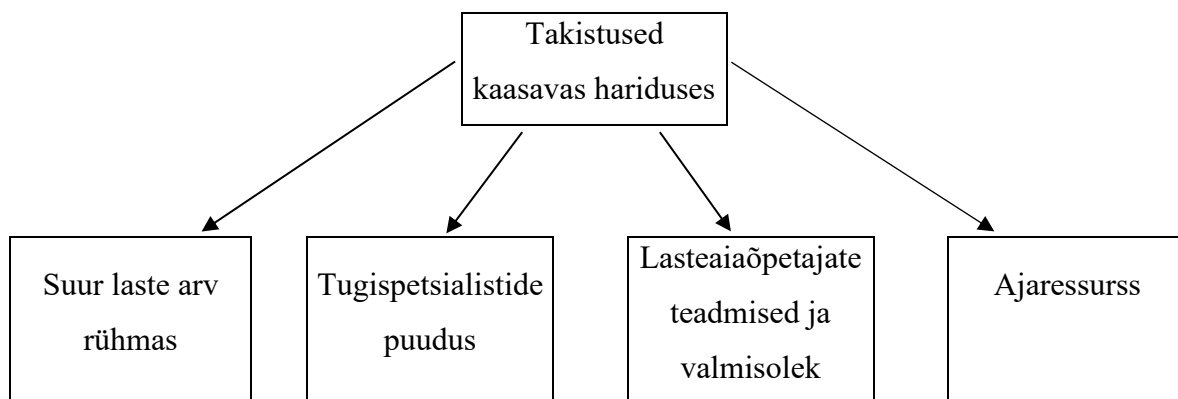 Takistused
kaasavas hariduses
Suur laste arv
rühmas
Tugispetsialistide
puudus
Lasteaiaõpetajate
teadmised ja
valmisolek
Ajaressurss